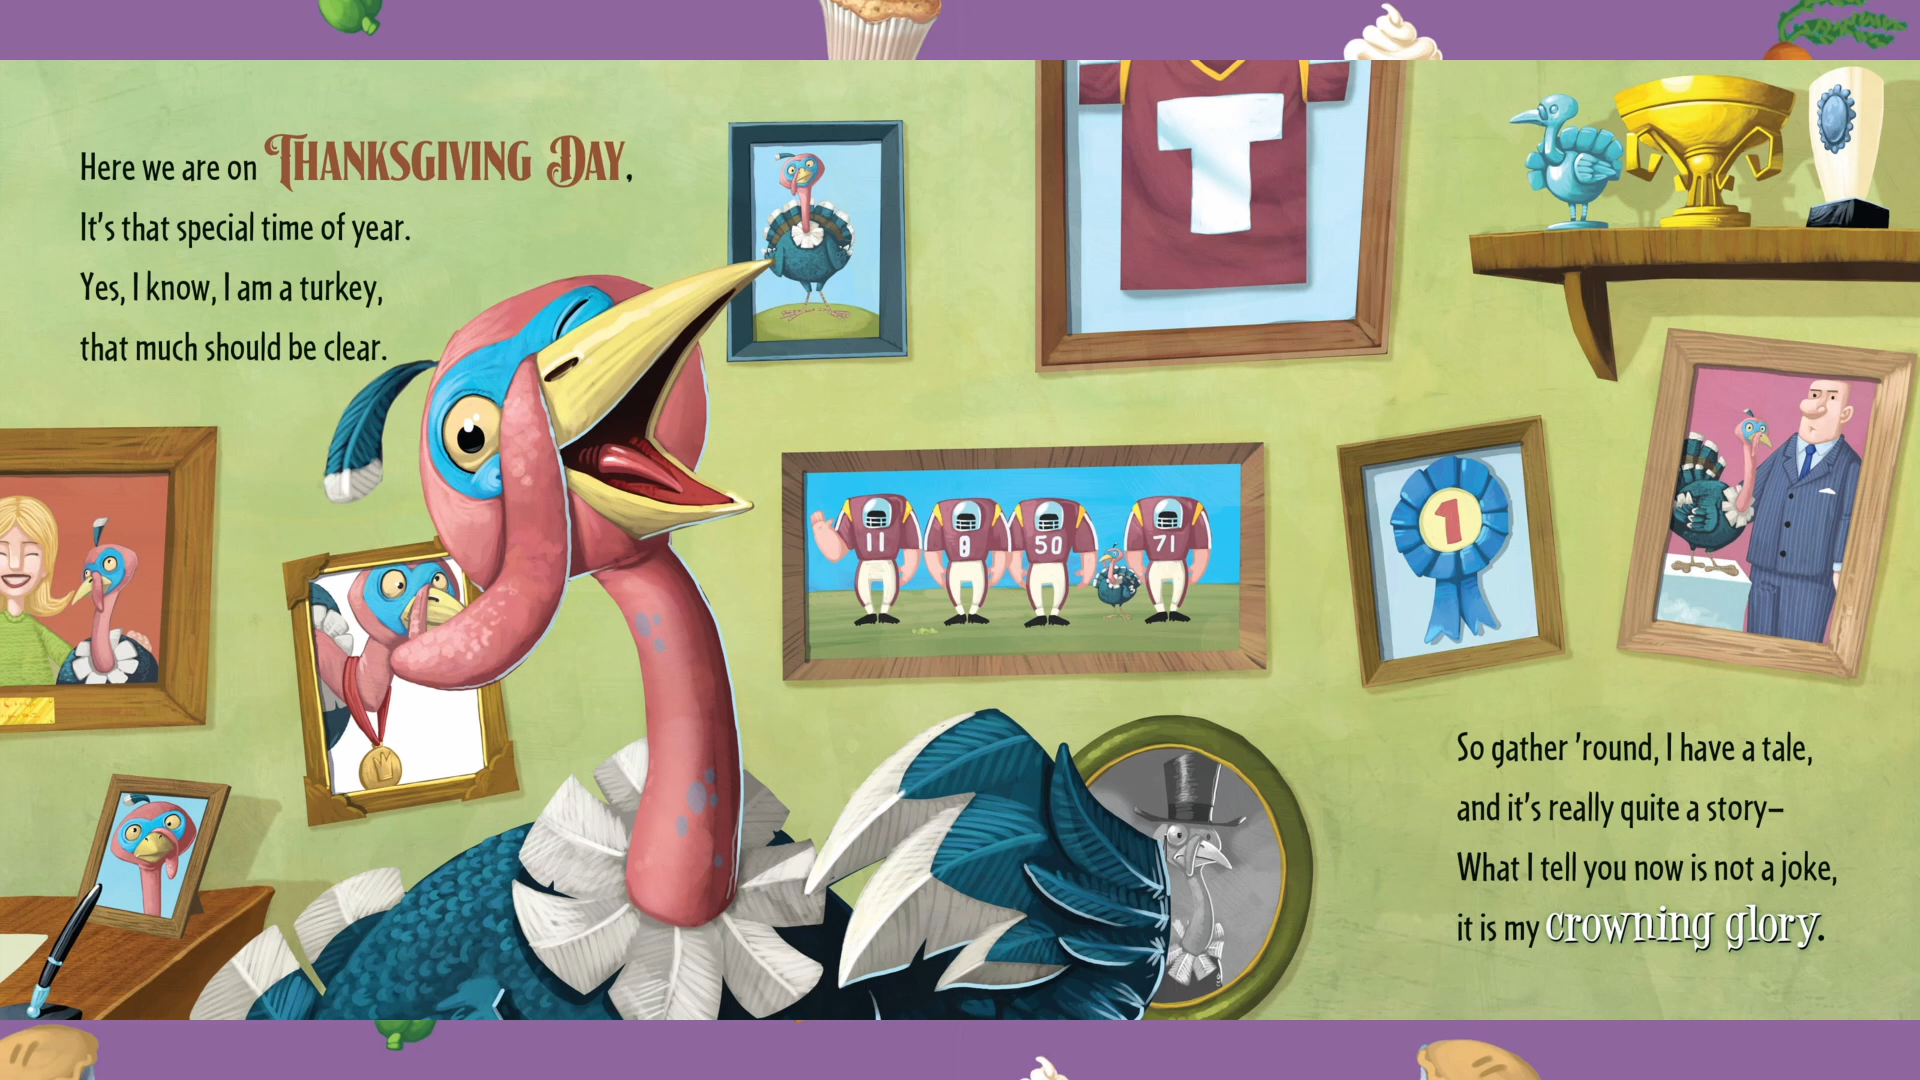 Here we are on THANKSGIVING DAY,
It's that special time of year.
Yes, I know, I am a turkey,
that much should be clear.
T
11
8
50
71
1
So gather 'round, I have a tale,
and it's really quite a story–
What I tell you now is not a joke,
it is my crowning glory.